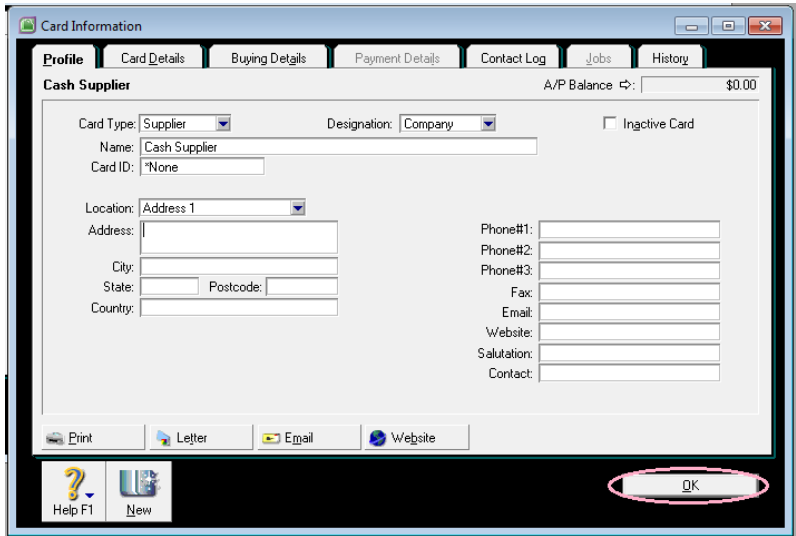 Card Information
Profile Card Details Buying Details Payment Details Contact Log Jobs History
Cash Supplier A/P Balance ⇨: $0.00
Card Type: Supplier Designation: Company Inactive Card
Name: Cash Supplier
Card ID: *None
Location: Address 1
Address: Phone#1:
Phone#2:
City: Phone#3:
State: Postcode: Fax:
Country: Email:
Website:
Salutation:
Contact:
Print Letter Email Website
Help F1 New OK